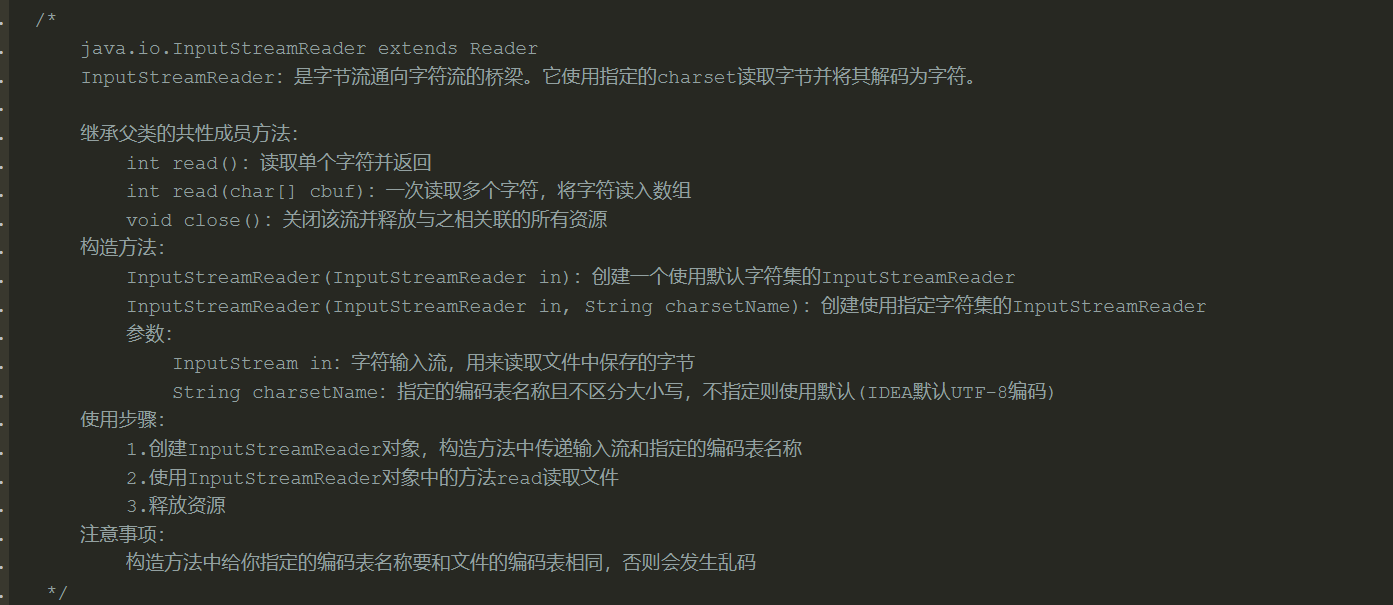 /*
java.io.InputStreamReader extends Reader
InputStreamReader：是字节流通向字符流的桥梁。它使用指定的charset读取字节并将其解码为字符。
继承父类的共性成员方法：
int read()：读取单个字符并返回
int read(char[] cbuf)：一次读取多个字符，将字符读入数组
void close()：关闭该流并释放与之相关联的所有资源
构造方法：
InputStreamReader(InputStreamReader in)：创建一个使用默认字符集的InputStreamReader
InputStreamReader(InputStreamReader in, String charsetName)：创建使用指定字符集的InputStreamReader
参数：
InputStream in：字符输入流，用来读取文件中保存的字节
String charsetName：指定的编码表名称且不区分大小写，不指定则使用默认(IDEA默认UTF-8编码)
使用步骤：
1.创建InputStreamReader对象，构造方法中传递输入流和指定的编码表名称
2.使用InputStreamReader对象中的方法read读取文件
3.释放资源
注意事项：
构造方法中给你指定的编码表名称要和文件的编码表相同，否则会发生乱码
*/